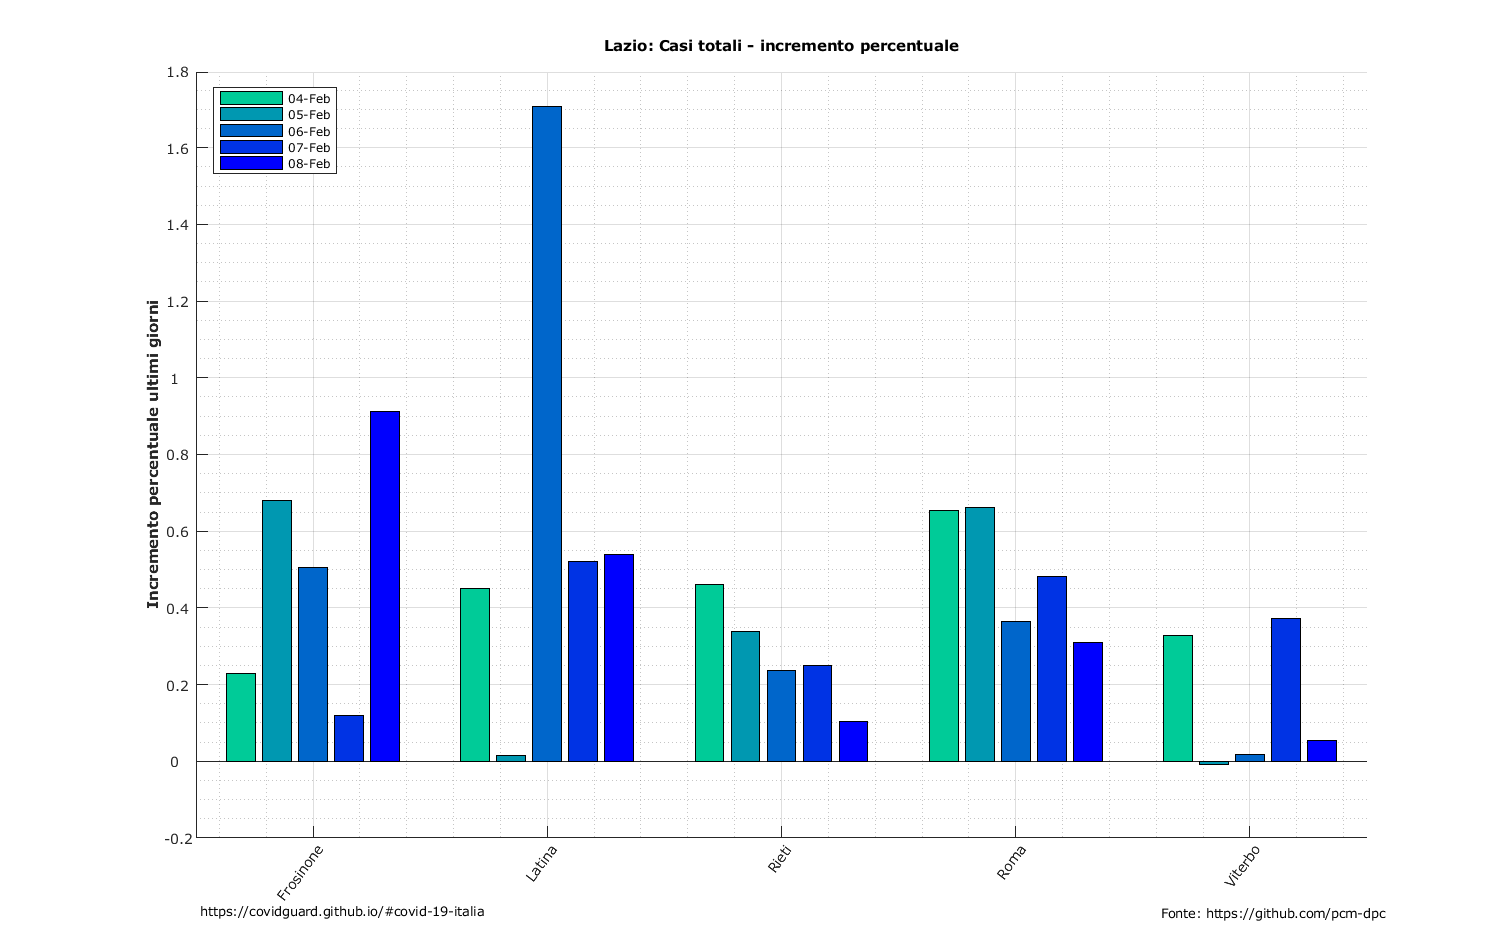 Lazio: Casi totali - incremento percentuale
04-Feb
05-Feb
06-Feb
07-Feb
08-Feb
Incremento percentuale ultimi giorni
1.8
1.6
1.4
1.2
1
0.8
0.6
0.4
0.2
0
-0.2
Frosinone
Latina
Rieti
Roma
Viterbo
https://covidguard.github.io/#covid-19-italia
Fonte: https://github.com/pcm-dpc